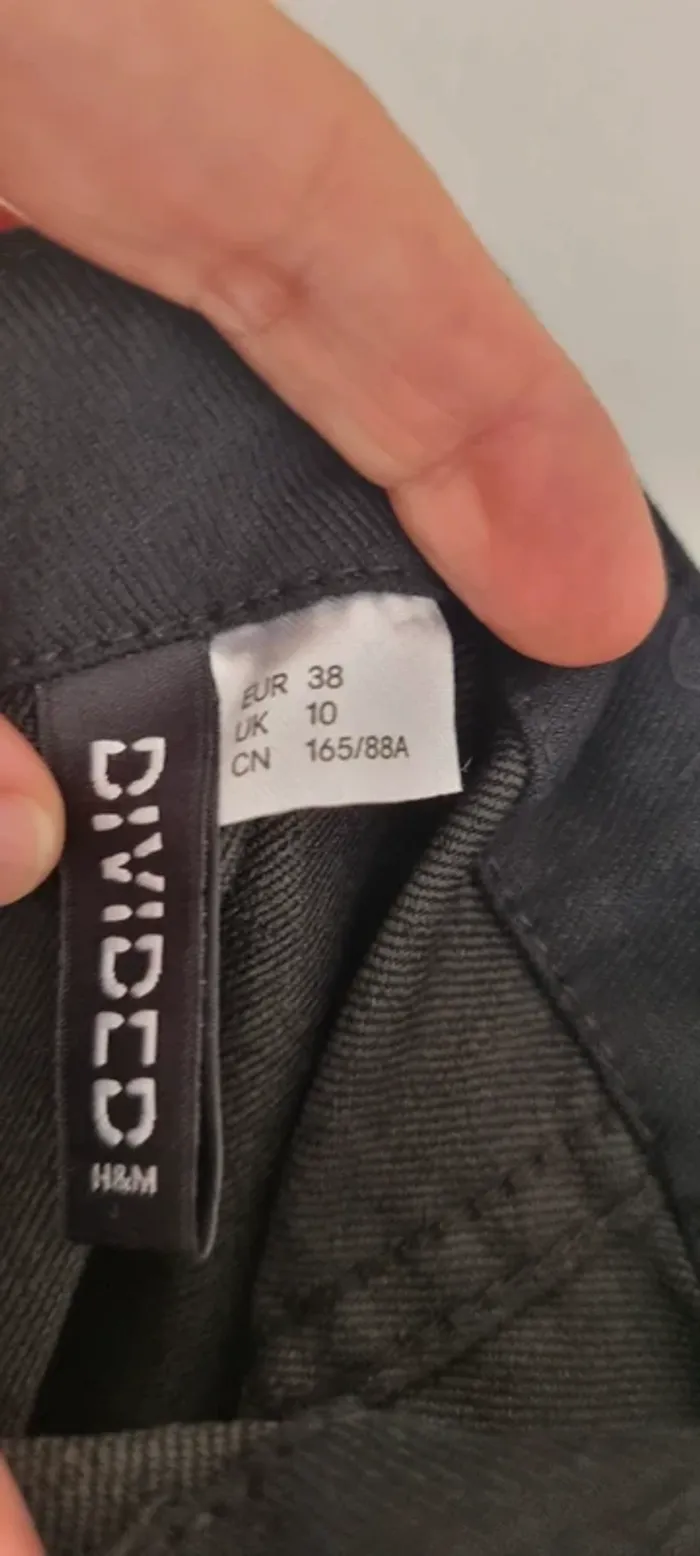 EUR 38
UK 10
CN 165/88A
DIVIDED
H&M